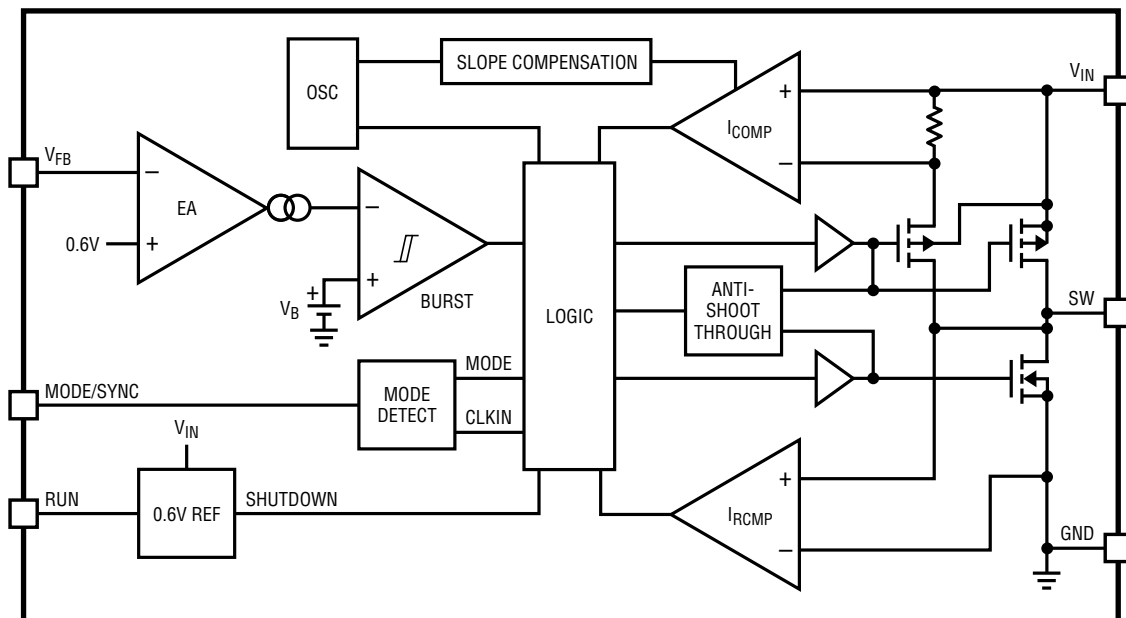 OSC
SLOPE COMPENSATION
VIN
+
ICOMP
−
VFB
−
EA
0.6V
+
−
+
+
VB
BURST
LOGIC
ANTI-
SHOOT
THROUGH
SW
MODE/SYNC
MODE
DETECT
MODE
CLKIN
VIN
RUN
0.6V REF
SHUTDOWN
+
IRCMP
−
GND